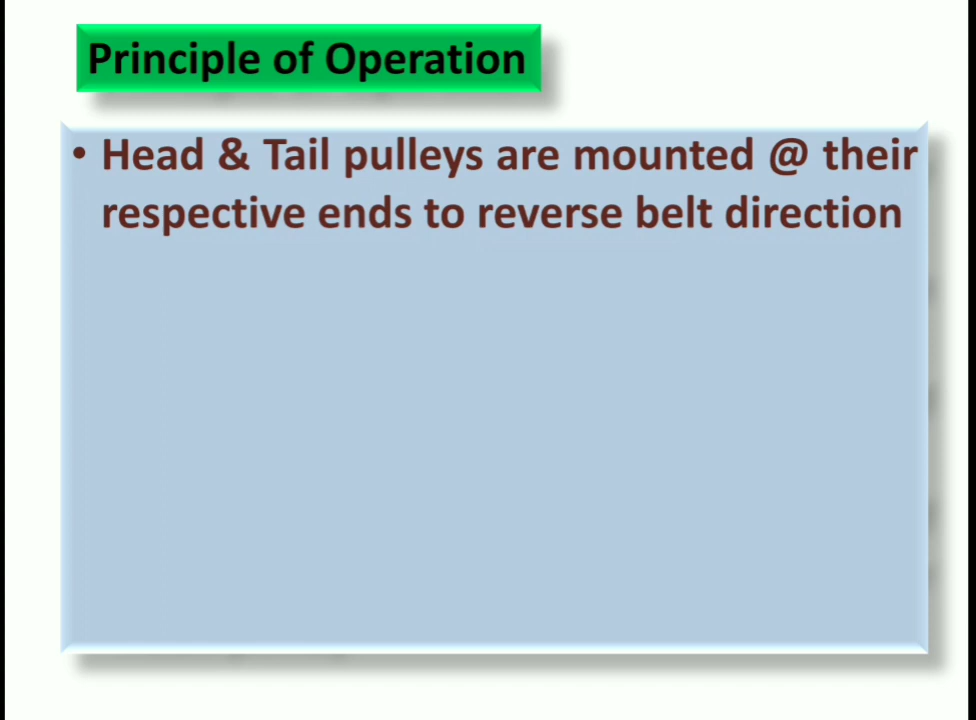 Principle of Operation
• Head & Tail pulleys are mounted @ their
respective ends to reverse belt direction